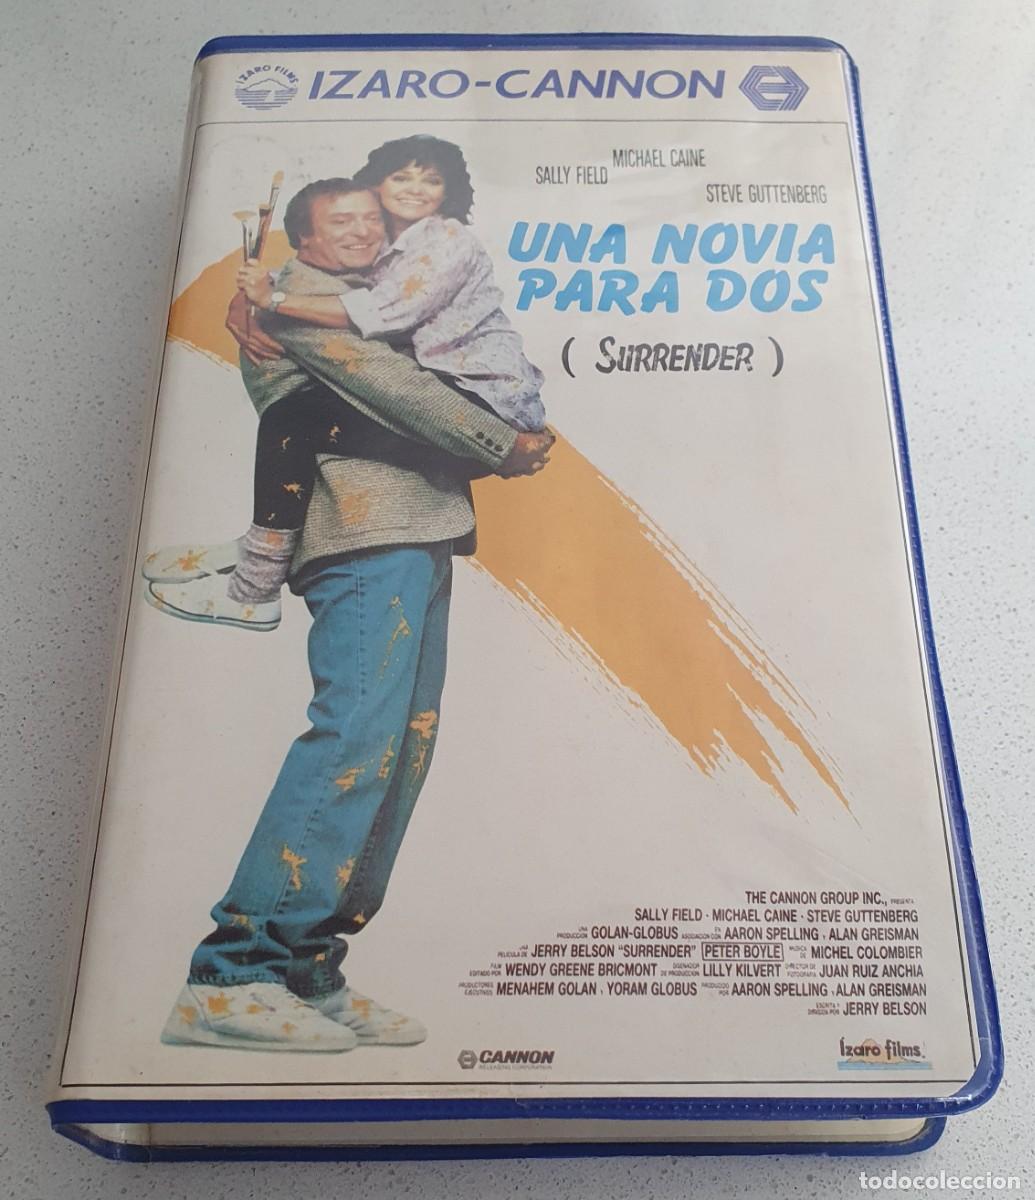 IZARO FILMS
IZARO-CANNON
MICHAEL CAINE
SALLY FIELD
STEVE GUTTENBERG
UNA NOVIA
PARA DOS
( SURRENDER )
THE CANNON GROUP INC., PRESENTA
SALLY FIELD · MICHAEL CAINE · STEVE GUTTENBERG
UNA PRODUCCION GOLAN-GLOBUS EN ASOCIACION CON AARON SPELLING Y ALAN GREISMAN
UNA PELICULA DE JERRY BELSON "SURRENDER" PETER BOYLE MUSICA DE MICHEL COLOMBIER
FILM EDITADO POR WENDY GREENE BRICMONT DISEÑADOR DE PRODUCCION LILLY KILVERT DIRECTOR DE FOTOGRAFIA JUAN RUIZ ANCHIA
PRODUCTORES EJECUTIVOS MENAHEM GOLAN Y YORAM GLOBUS PRODUCIDO POR AARON SPELLING Y ALAN GREISMAN
ESCRITA Y DIRIGIDA POR JERRY BELSON
CANNON
RELEASING CORPORATION
Ízaro films
todocoleccion